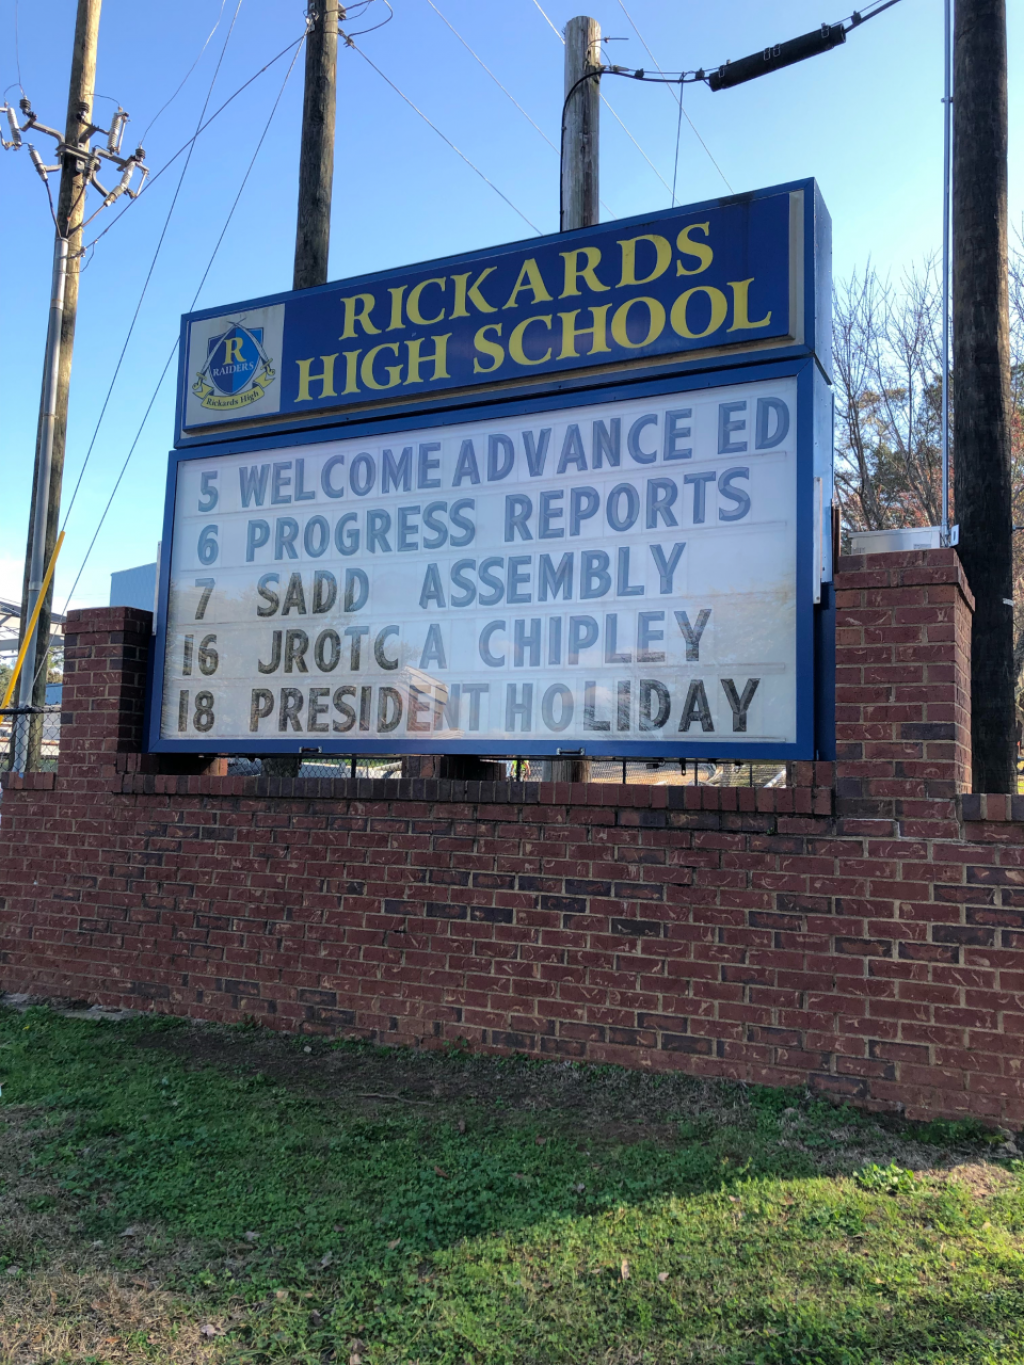 RICKARDS
HIGH SCHOOL
R
RAIDERS
Rickards High
5 WELCOME ADVANCE ED
6 PROGRESS REPORTS
7 SADD ASSEMBLY
16 JROTC A CHIPLEY
18 PRESIDENT HOLIDAY